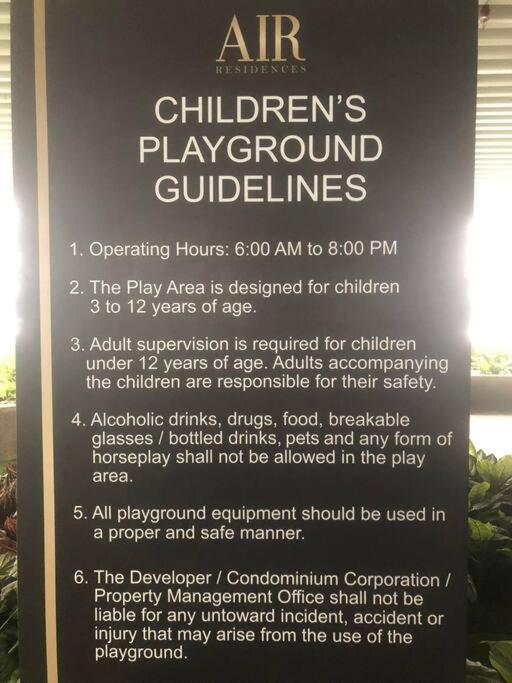 AIR
RESIDENCES
CHILDREN'S
PLAYGROUND
GUIDELINES
1. Operating Hours: 6:00 AM to 8:00 PM
2. The Play Area is designed for children
3 to 12 years of age.
3. Adult supervision is required for children
under 12 years of age. Adults accompanying
the children are responsible for their safety.
4. Alcoholic drinks, drugs, food, breakable
glasses / bottled drinks, pets and any form of
horseplay shall not be allowed in the play
area.
5. All playground equipment should be used in
a proper and safe manner.
6. The Developer / Condominium Corporation /
Property Management Office shall not be
liable for any untoward incident, accident or
injury that may arise from the use of the
playground.